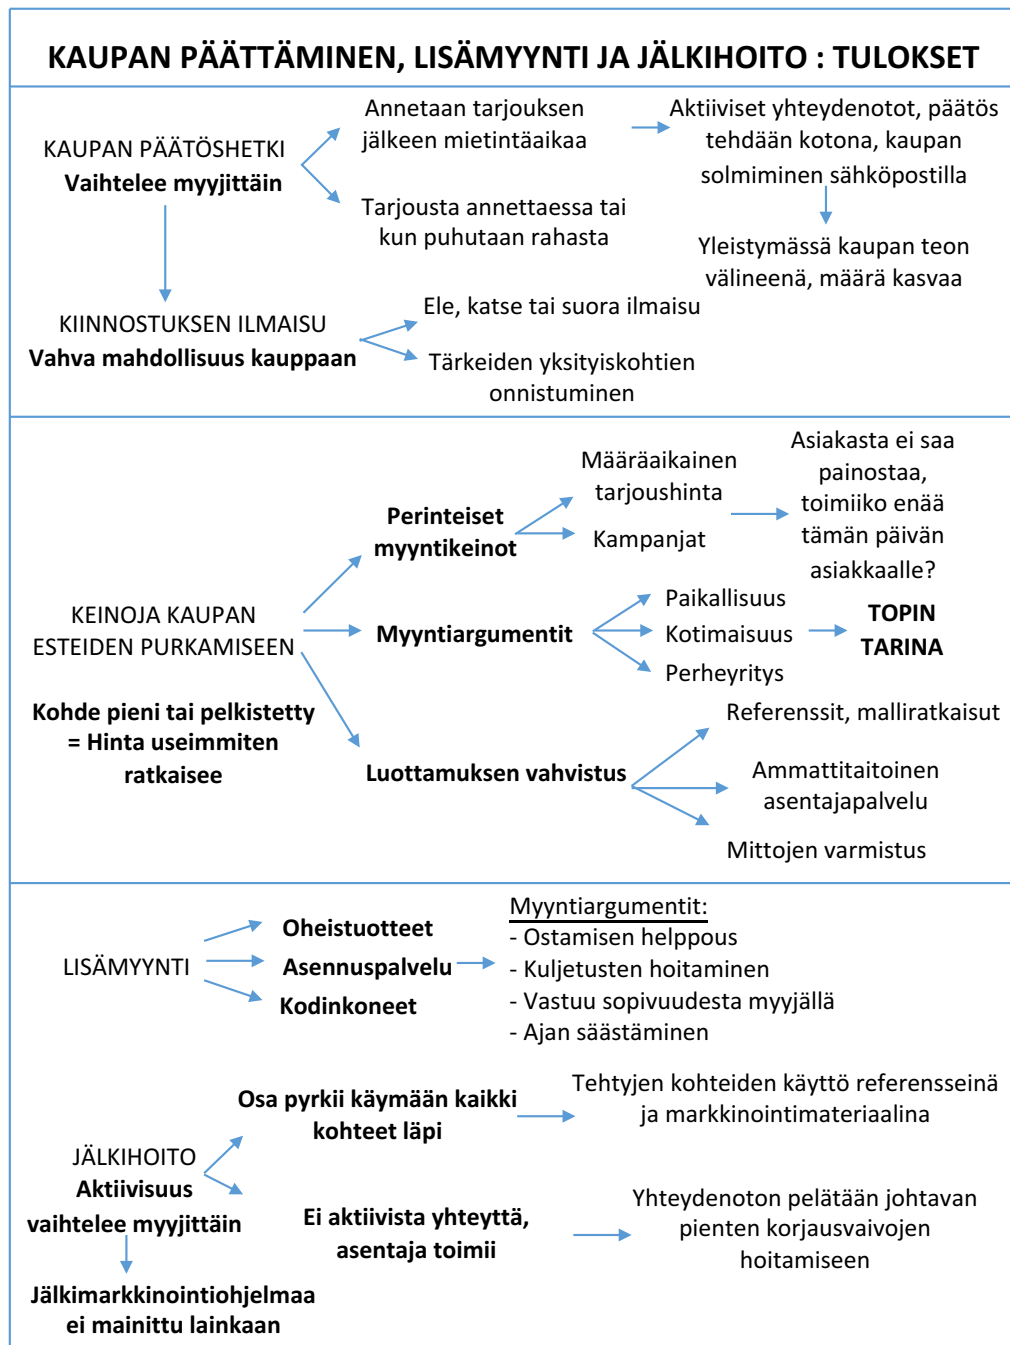 KAUPAN PÄÄTTÄMINEN, LISÄMYYNTI JA JÄLKIHOITO : TULOKSET
KAUPAN PÄÄTÖSHETKI
Vaihtelee myyjittäin
Annetaan tarjouksen
jälkeen mietintäaikaa
Aktiiviset yhteydenotot, päätös
tehdään kotona, kaupan
solmiminen sähköpostilla
Tarjousta annettaessa tai
kun puhutaan rahasta
Yleistymässä kaupan teon
välineenä, määrä kasvaa
KIINNOSTUKSEN ILMAISU
Vahva mahdollisuus kauppaan
Ele, katse tai suora ilmaisu
Tärkeiden yksityiskohtien
onnistuminen
KEINOJA KAUPAN
ESTEIDEN PURKAMISEEN
Kohde pieni tai pelkistetty
= Hinta useimmiten
ratkaisee
Perinteiset
myyntikeinot
Määräaikainen
tarjoushinta
Kampanjat
Asiakasta ei saa
painostaa,
toimiiko enää
tämän päivän
asiakkaalle?
Myyntiargumentit
Paikallisuus
Kotimaisuus
Perheyritys
TOPIN
TARINA
Luottamuksen vahvistus
Referenssit, malliratkaisut
Ammattitaitoinen
asentajapalvelu
Mittojen varmistus
LISÄMYYNTI
Oheistuotteet
Asennuspalvelu
Kodinkoneet
Myyntiargumentit:
- Ostamisen helppous
- Kuljetusten hoitaminen
- Vastuu sopivuudesta myyjällä
- Ajan säästäminen
JÄLKIHOITO
Aktiivisuus
vaihtelee myyjittäin
Osa pyrkii käymään kaikki
kohteet läpi
Tehtyjen kohteiden käyttö referensseinä
ja markkinointimateriaalina
Ei aktiivista yhteyttä,
asentaja toimii
Yhteydenoton pelätään johtavan
pienten korjausvaivojen
hoitamiseen
Jälkimarkkinointiohjelmaa
ei mainittu lainkaan